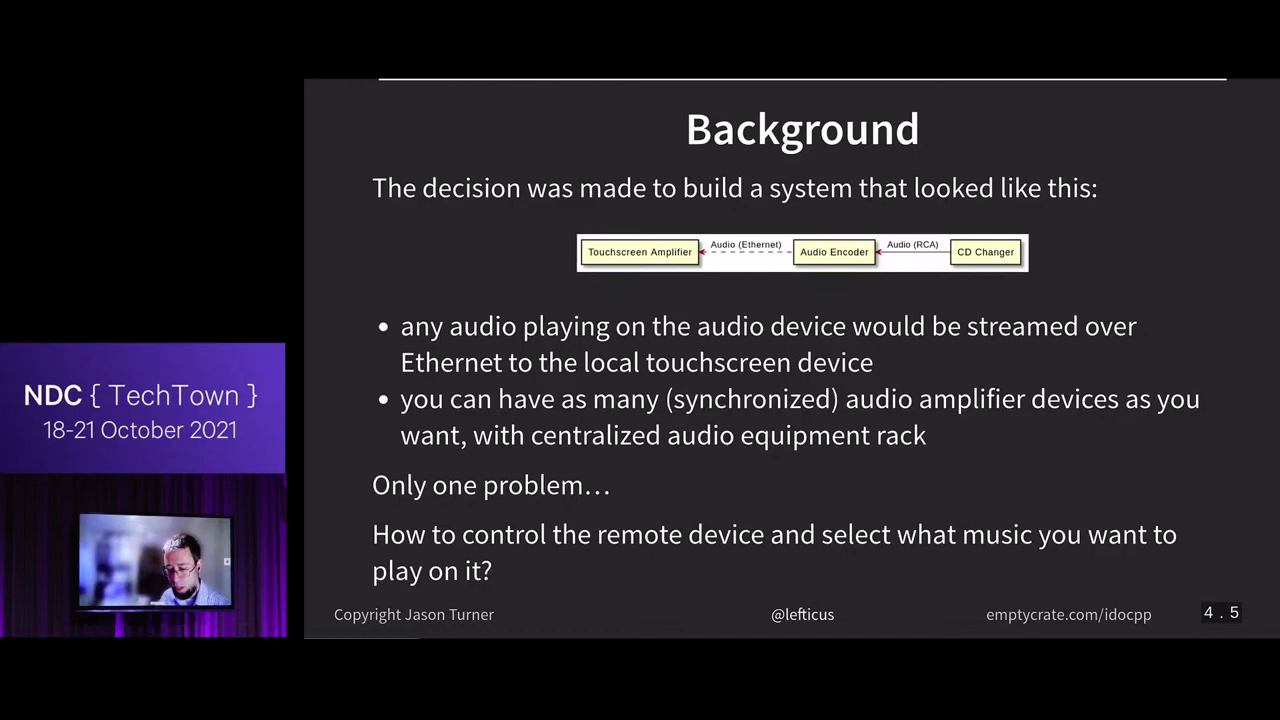 Background
The decision was made to build a system that looked like this:
Touchscreen Amplifier
Audio (Ethernet)
Audio Encoder
Audio (RCA)
CD Changer
• any audio playing on the audio device would be streamed over
Ethernet to the local touchscreen device
• you can have as many (synchronized) audio amplifier devices as you
want, with centralized audio equipment rack
Only one problem…
How to control the remote device and select what music you want to
play on it?
Copyright Jason Turner
@lefticus
emptycrate.com/idocpp
4 . 5
NDC { TechTown }
18-21 October 2021